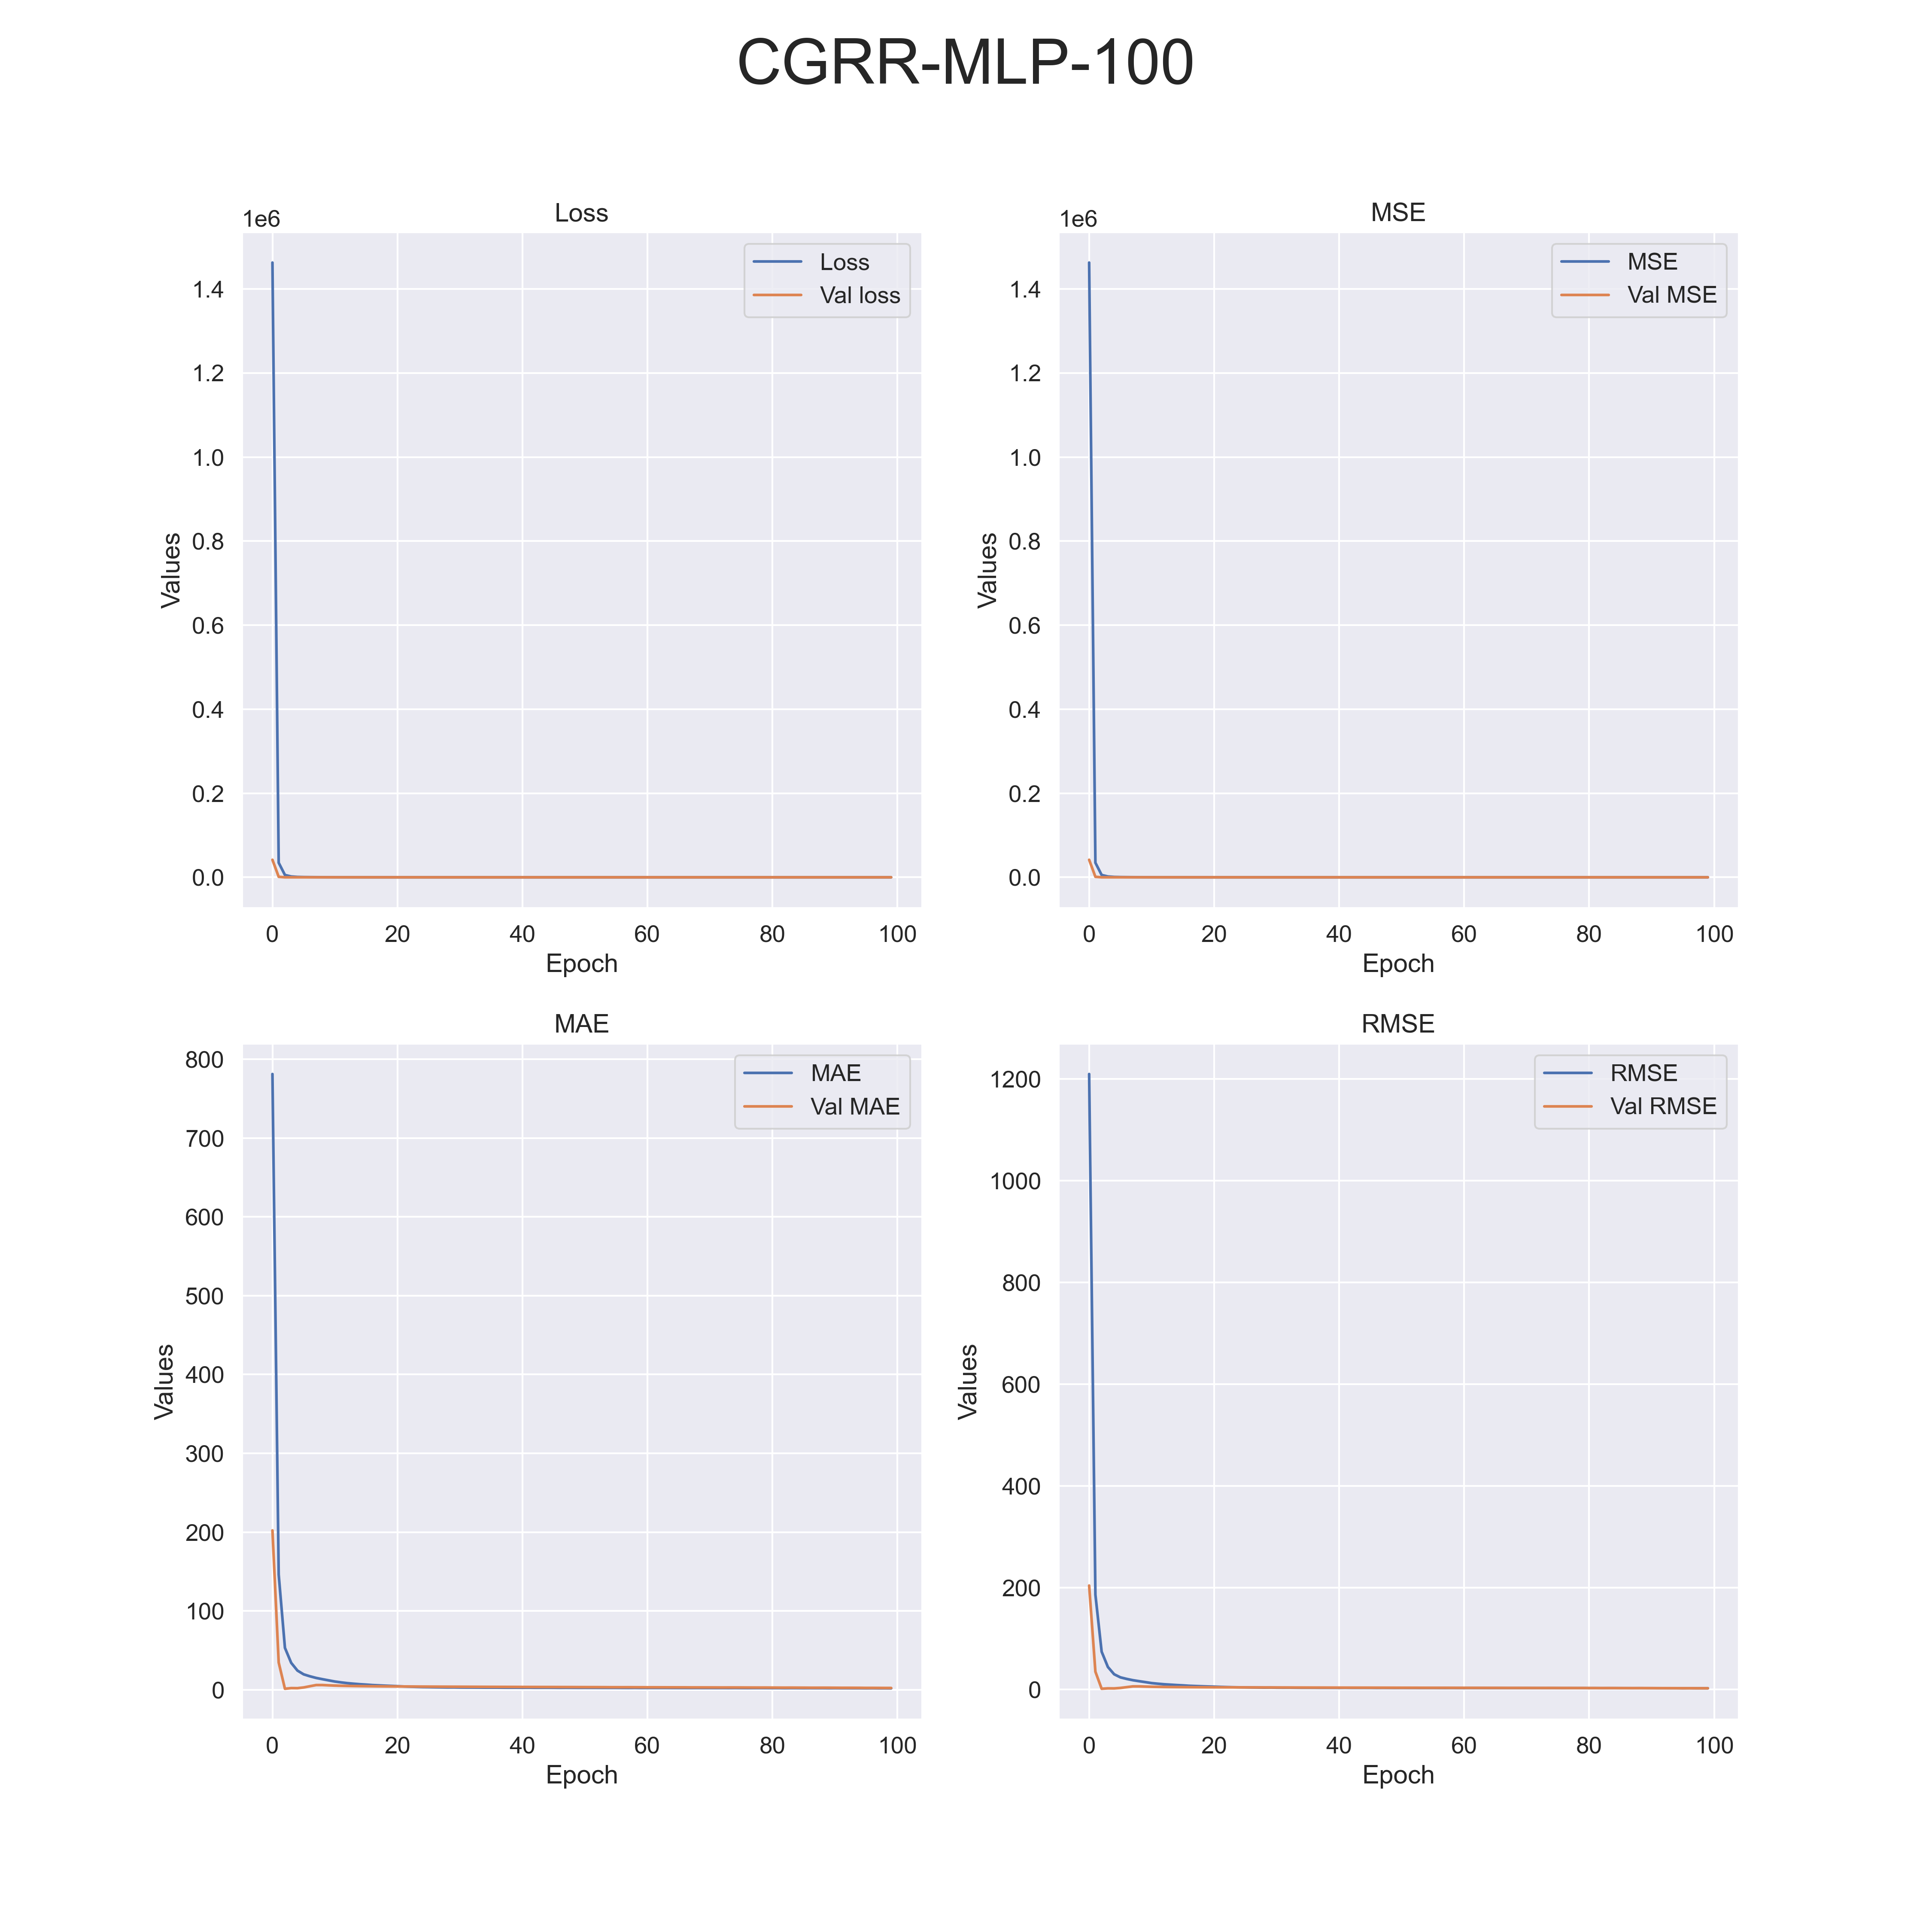 CGRR-MLP-100
Loss
1e6
Loss
Val loss
1.4
1.2
1.0
0.8
0.6
0.4
0.2
0.0
Values
0 20 40 60 80 100
Epoch
MSE
1e6
MSE
Val MSE
1.4
1.2
1.0
0.8
0.6
0.4
0.2
0.0
Values
0 20 40 60 80 100
Epoch
MAE
MAE
Val MAE
800
700
600
500
400
300
200
100
0
Values
0 20 40 60 80 100
Epoch
RMSE
RMSE
Val RMSE
1200
1000
800
600
400
200
0
Values
0 20 40 60 80 100
Epoch